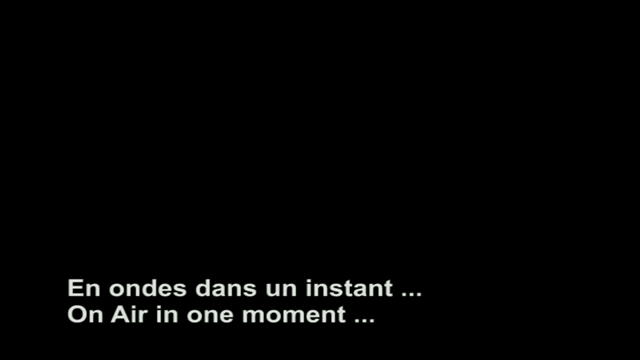 En ondes dans un instant ...
On Air in one moment ...